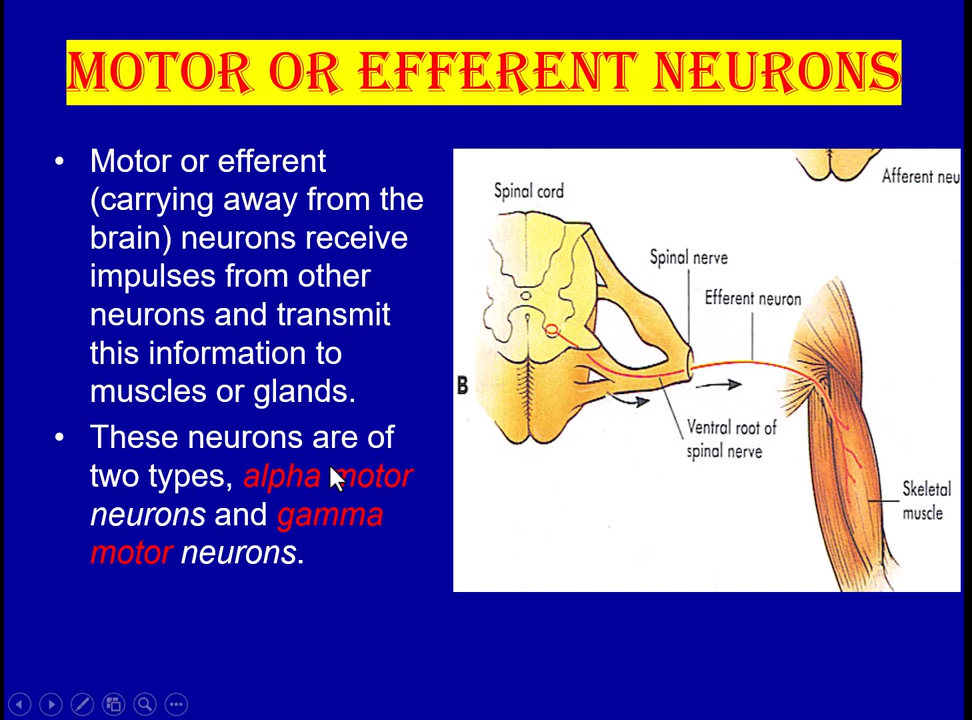 MOTOR OR EFFERENT NEURONS
• Motor or efferent
(carrying away from the
brain) neurons receive
impulses from other
neurons and transmit
this information to
muscles or glands.
• These neurons are of
two types, alpha motor
neurons and gamma
motor neurons.
Afferent neu
Spinal cord
Spinal nerve
Efferent neuron
B
Ventral root of
spinal nerve
Skeletal
muscle